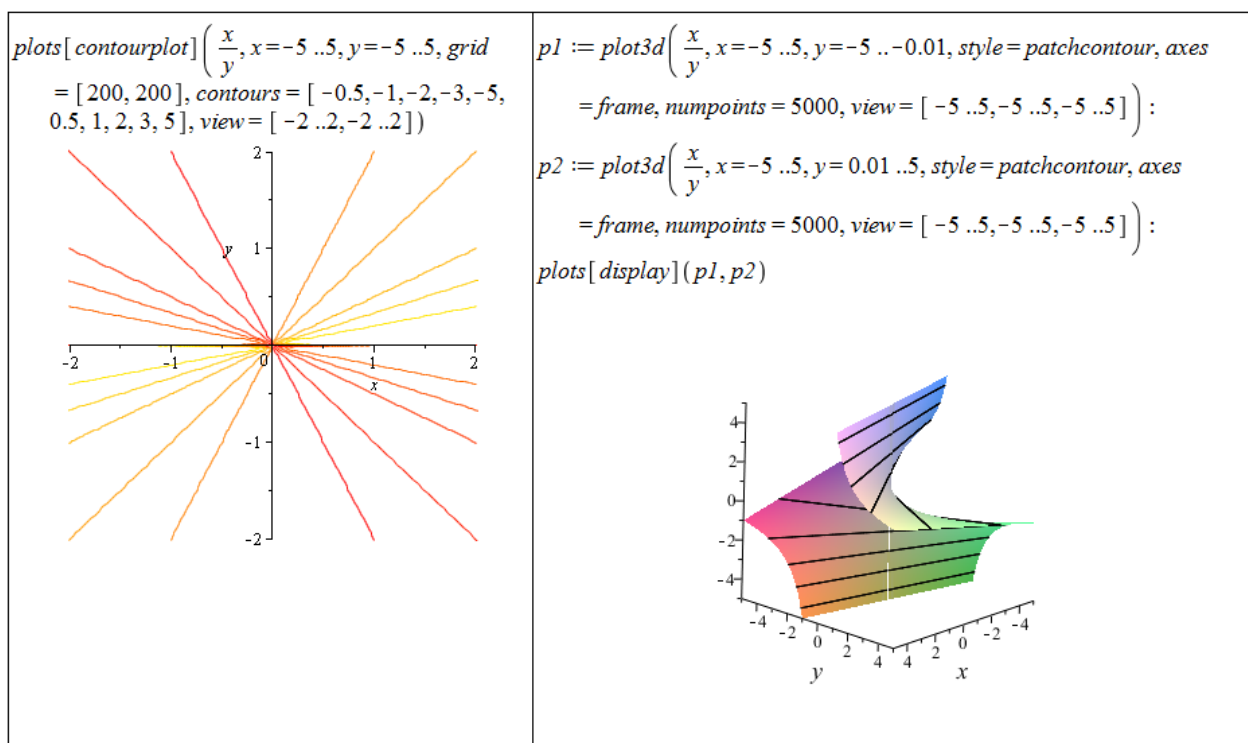 plots[contourplot](x/y, x=-5 ..5, y=-5 ..5, grid
= [200, 200], contours = [-0.5,-1,-2,-3,-5,
0.5, 1, 2, 3, 5], view = [-2 ..2,-2 ..2])
2
y
1
-2
-1
0
1
2
x
-1
-2
p1 := plot3d(x/y, x=-5 ..5, y=-5 ..-0.01, style=patchcontour, axes
=frame, numpoints = 5000, view = [-5 ..5,-5 ..5,-5 ..5]) :
p2 := plot3d(x/y, x=-5 ..5, y= 0.01 ..5, style=patchcontour, axes
=frame, numpoints = 5000, view = [-5 ..5,-5 ..5,-5 ..5]) :
plots[display](p1, p2)
4
2
0
-2
-4
-4
-2
0
2
4
y
4
2
0
-2
-4
x